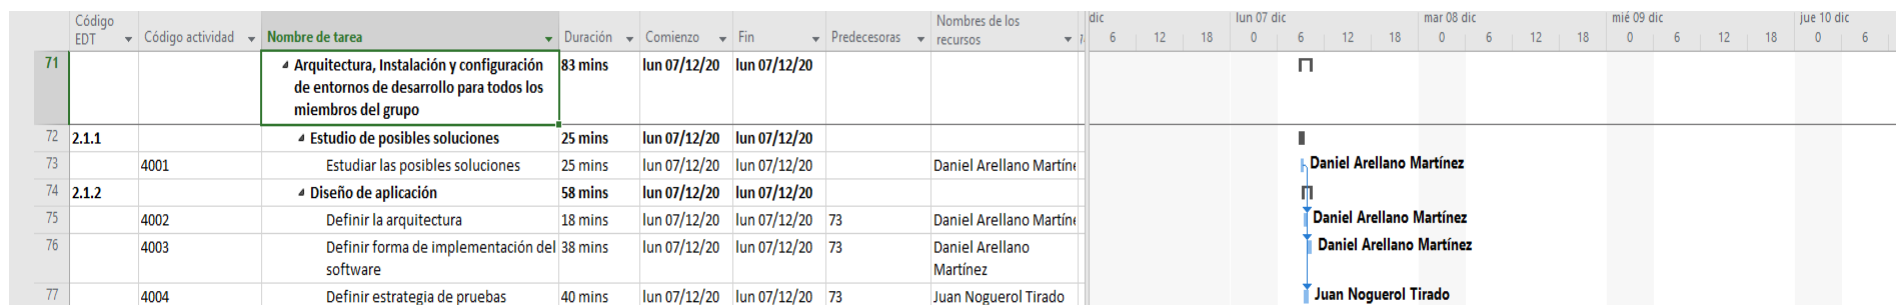 Código EDT Código actividad Nombre de tarea Duración Comienzo Fin Predecesoras Nombres de los recursos
dic lun 07 dic mar 08 dic mié 09 dic jue 10 dic
6 12 18 0 6 12 18 0 6 12 18 0 6 12 18 0 6
71 Arquitectura, Instalación y configuración de entornos de desarrollo para todos los miembros del grupo 83 mins lun 07/12/20 lun 07/12/20
72 2.1.1 Estudio de posibles soluciones 25 mins lun 07/12/20 lun 07/12/20
73 4001 Estudiar las posibles soluciones 25 mins lun 07/12/20 lun 07/12/20 Daniel Arellano Martíne Daniel Arellano Martínez
74 2.1.2 Diseño de aplicación 58 mins lun 07/12/20 lun 07/12/20
75 4002 Definir la arquitectura 18 mins lun 07/12/20 lun 07/12/20 73 Daniel Arellano Martíne Daniel Arellano Martínez
76 4003 Definir forma de implementación del software 38 mins lun 07/12/20 lun 07/12/20 73 Daniel Arellano Martínez Daniel Arellano Martínez
77 4004 Definir estrategia de pruebas 40 mins lun 07/12/20 lun 07/12/20 73 Juan Noguerol Tirado Juan Noguerol Tirado